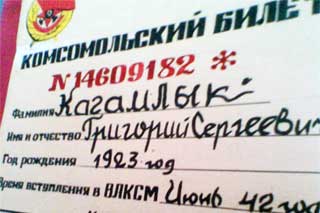 КОМСОМОЛЬСКИЙ БИЛЕТ
N 14609182 *
Фамилия Кагамлык
Имя и отчество Григорий Сергеевич
Год рождения 1923 год
Время вступления в ВЛКСМ Июнь 42 год